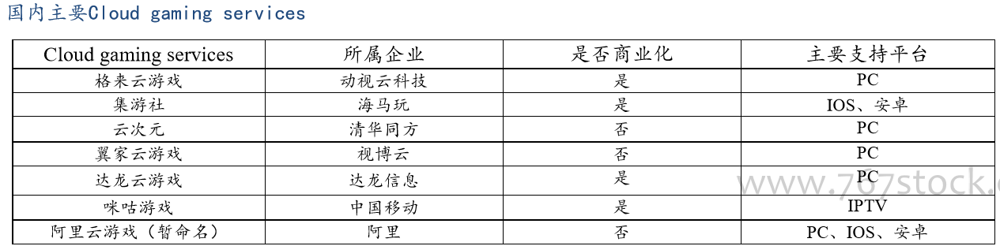 国内主要Cloud gaming services
Cloud gaming services 所属企业 是否商业化 主要支持平台
格来云游戏 动视云科技 是 PC
集游社 海马玩 是 IOS、安卓
云次元 清华同方 否 PC
翼家云游戏 视博云 否 PC
达龙云游戏 达龙信息 是 PC
www.767stock.c
咪咕游戏 中国移动 是 IPTV
阿里云游戏（暂命名） 阿里 否 PC、IOS、安卓